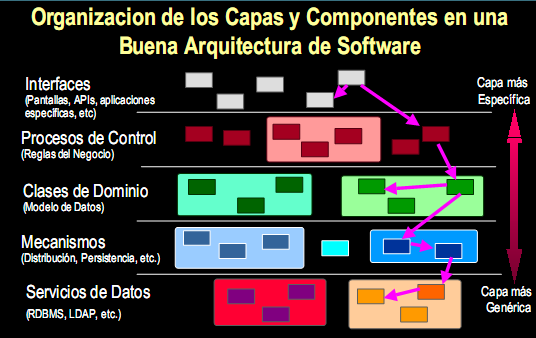 Organizacion de los Capas y Componentes en una
Buena Arquitectura de Software
Interfaces
(Pantallas, APIs, aplicaciones
específicas, etc)
Capa más
Específica
Procesos de Control
(Reglas del Negocio)
Clases de Dominio
(Modelo de Datos)
Mecanismos
(Distribución, Persistencia, etc.)
Servicios de Datos
(RDBMS, LDAP, etc.)
Capa más
Genérica